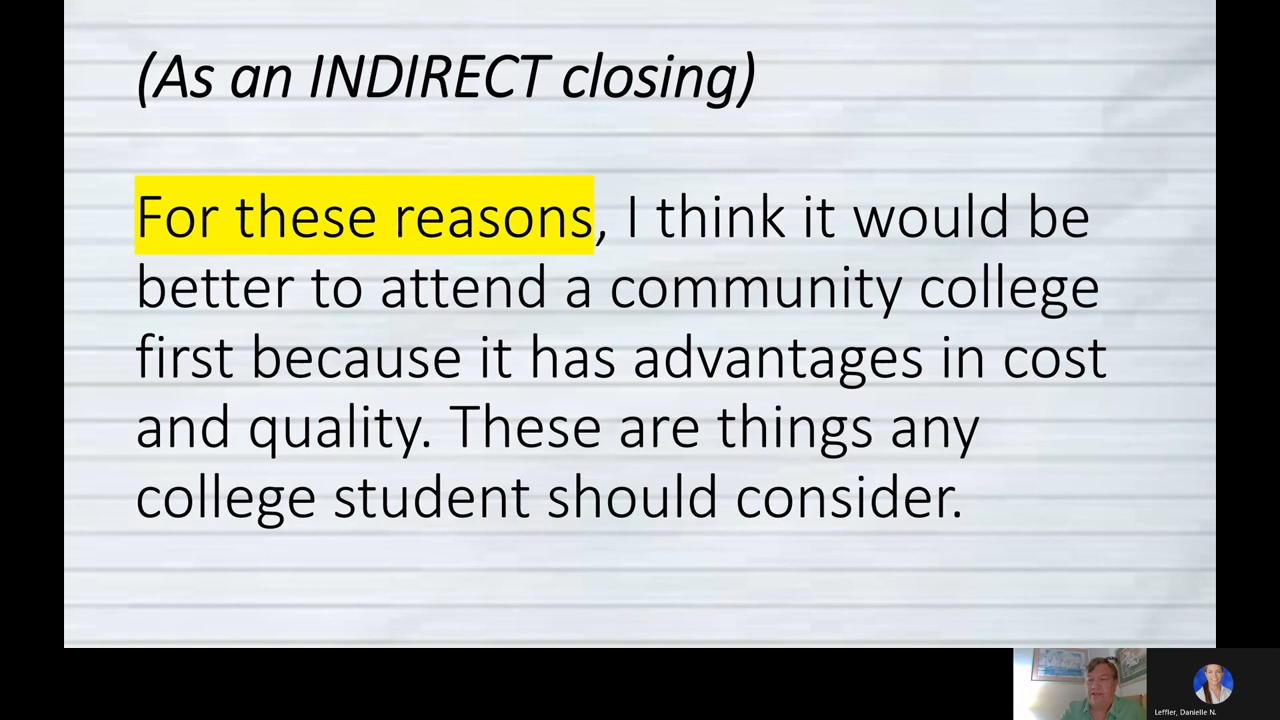 (As an INDIRECT closing)
For these reasons, I think it would be
better to attend a community college
first because it has advantages in cost
and quality. These are things any
college student should consider.
Leffler, Danielle N.